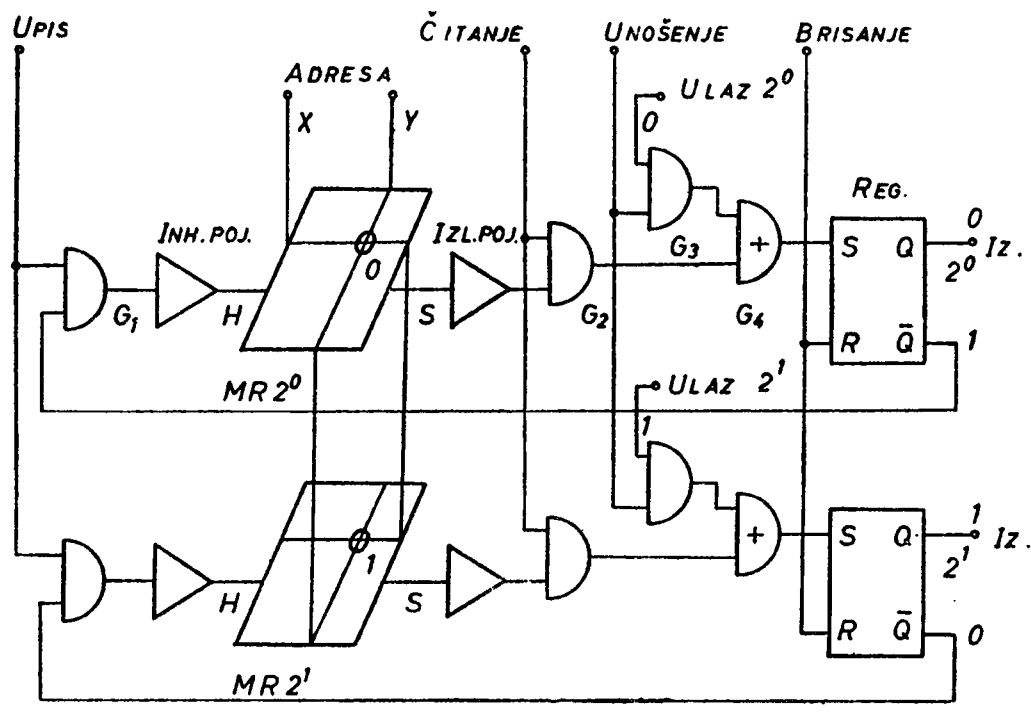 UPIS
ČITANJE
UNOŠENJE
BRISANJE
ADRESA
X
Y
ULAZ 2⁰
0
REG.
INH. POJ.
0
IZL. POJ.
G₃
+
S
Q
0
IZ.
2⁰
G₁
H
S
G₂
G₄
R
Q̅
1
MR 2⁰
ULAZ 2¹
1
+
S
Q
1
IZ.
2¹
1
H
S
R
Q̅
0
MR 2¹